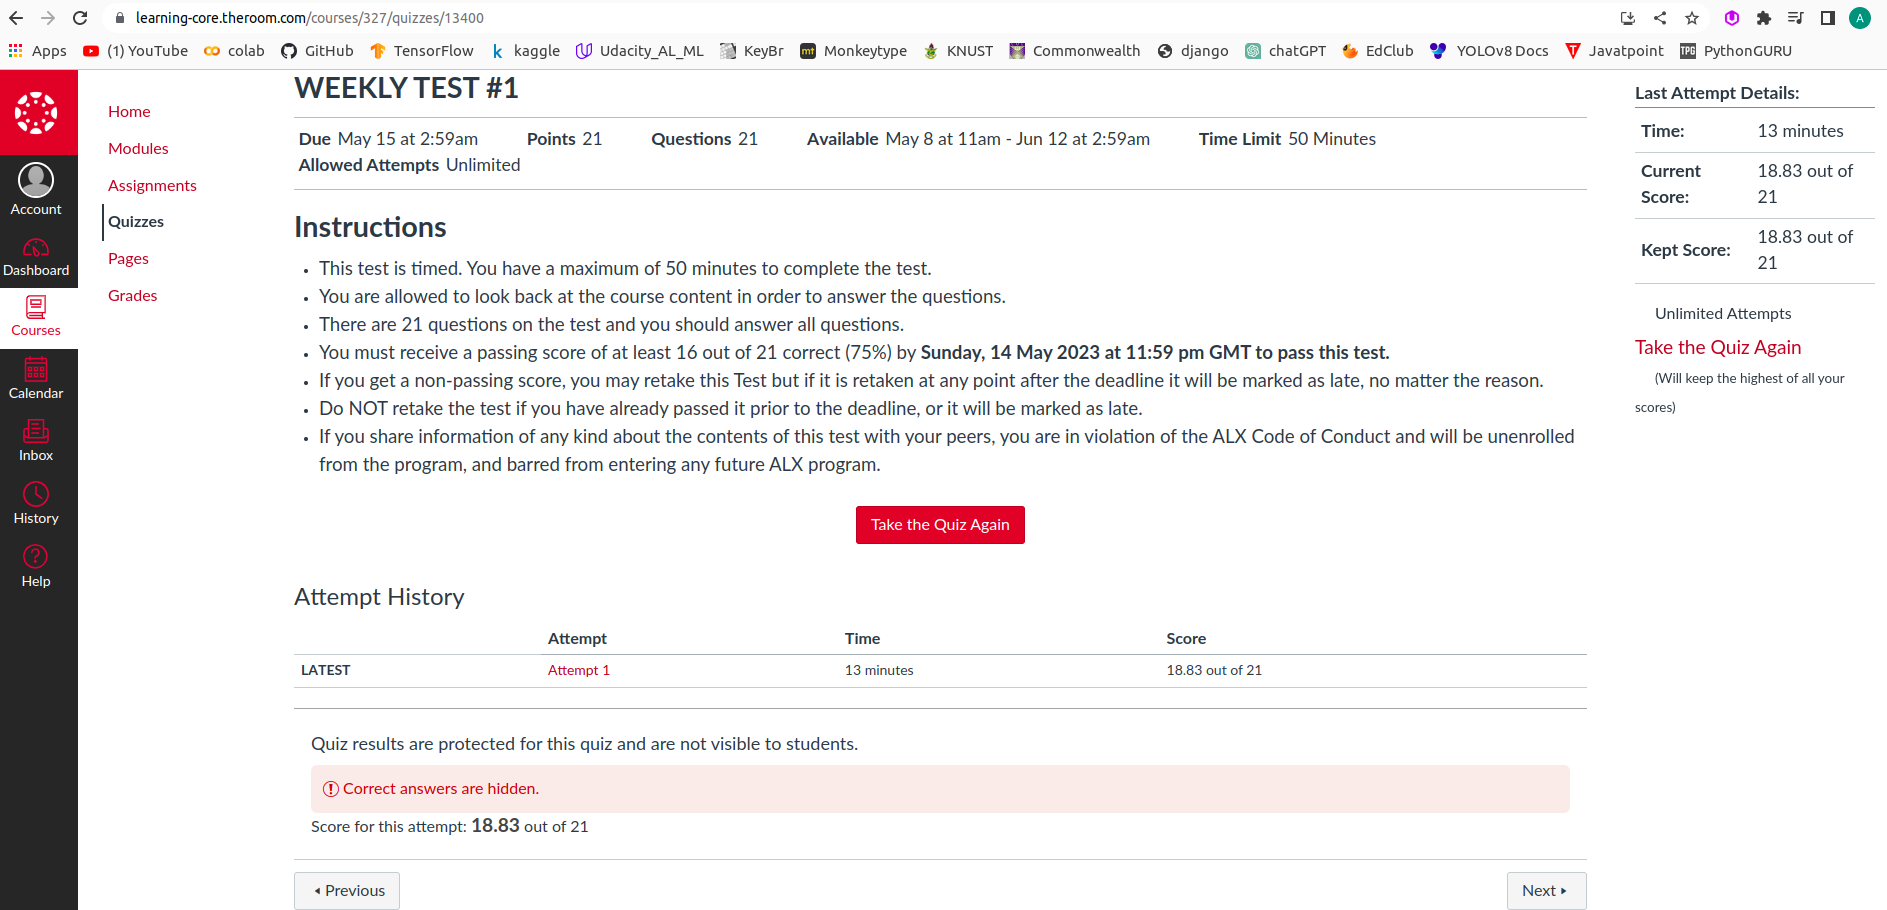 learning-core.theroom.com/courses/327/quizzes/13400
A
Apps (1) YouTube colab GitHub TensorFlow kaggle Udacity_AL_ML KeyBr mt Monkeytype KNUST Commonwealth django chatGPT EdClub YOLOv8 Docs Javatpoint TPG PythonGURU
Account
Dashboard
Courses
Calendar
Inbox
History
Help
Home
Modules
Assignments
Quizzes
Pages
Grades
WEEKLY TEST #1
Due May 15 at 2:59am Points 21 Questions 21 Available May 8 at 11am - Jun 12 at 2:59am Time Limit 50 Minutes
Allowed Attempts Unlimited
Instructions
• This test is timed. You have a maximum of 50 minutes to complete the test.
• You are allowed to look back at the course content in order to answer the questions.
• There are 21 questions on the test and you should answer all questions.
• You must receive a passing score of at least 16 out of 21 correct (75%) by Sunday, 14 May 2023 at 11:59 pm GMT to pass this test.
• If you get a non-passing score, you may retake this Test but if it is retaken at any point after the deadline it will be marked as late, no matter the reason.
• Do NOT retake the test if you have already passed it prior to the deadline, or it will be marked as late.
• If you share information of any kind about the contents of this test with your peers, you are in violation of the ALX Code of Conduct and will be unenrolled
from the program, and barred from entering any future ALX program.
Take the Quiz Again
Attempt History
Attempt Time Score
LATEST Attempt 1 13 minutes 18.83 out of 21
Quiz results are protected for this quiz and are not visible to students.
Correct answers are hidden.
Score for this attempt: 18.83 out of 21
Previous
Next
Last Attempt Details:
Time: 13 minutes
Current 18.83 out of
Score: 21
Kept Score: 18.83 out of
21
Unlimited Attempts
Take the Quiz Again
(Will keep the highest of all your
scores)